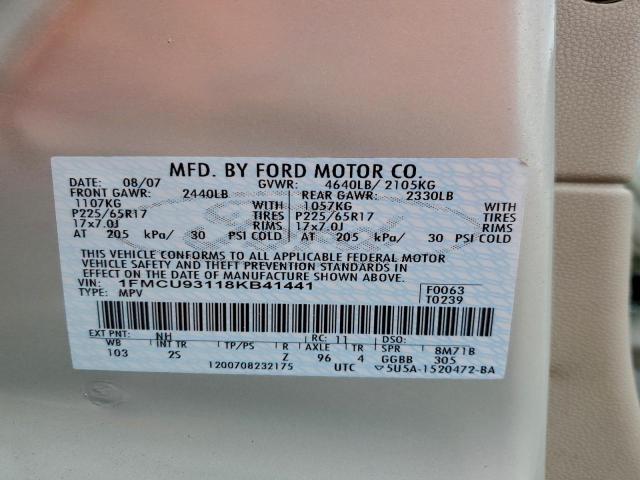 MFD. BY FORD MOTOR CO.
DATE: 08/07 GVWR: 4640LB/ 2105KG
FRONT GAWR: 2440LB REAR GAWR: 2330LB
1107KG WITH 1057KG WITH
P225/65R17 TIRES P225/65R17 TIRES
17x7.0J RIMS 17x7.0J RIMS
AT 205 kPa/ 30 PSI COLD AT 205 kPa/ 30 PSI COLD
THIS VEHICLE CONFORMS TO ALL APPLICABLE FEDERAL MOTOR
VEHICLE SAFETY AND THEFT PREVENTION STANDARDS IN
EFFECT ON THE DATE OF MANUFACTURE SHOWN ABOVE.
VIN: 1FMCU93118KB41441 F0063
TYPE: MPV T0239
EXT PNT: NH RC: 11 DSO:
WB INT TR TP/PS R AXLE TR SPR 8M71B
103 2S Z 96 4 GGBB 305
1200708232175 UTC ▽5U5A-1520472-BA